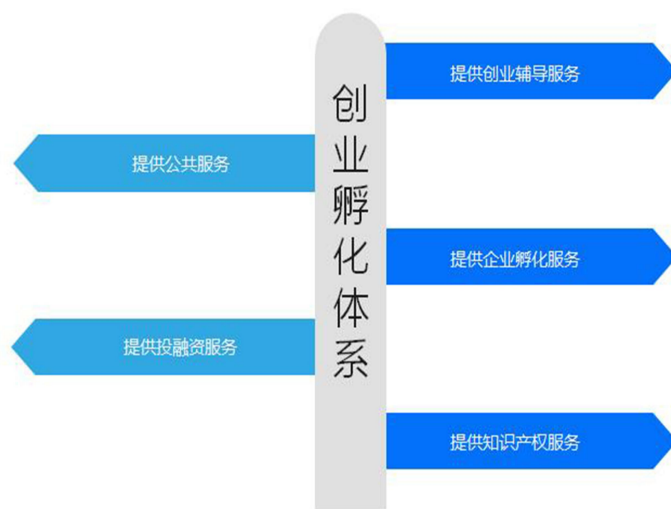 创业孵化体系
提供创业辅导服务
提供公共服务
提供企业孵化服务
提供投融资服务
提供知识产权服务